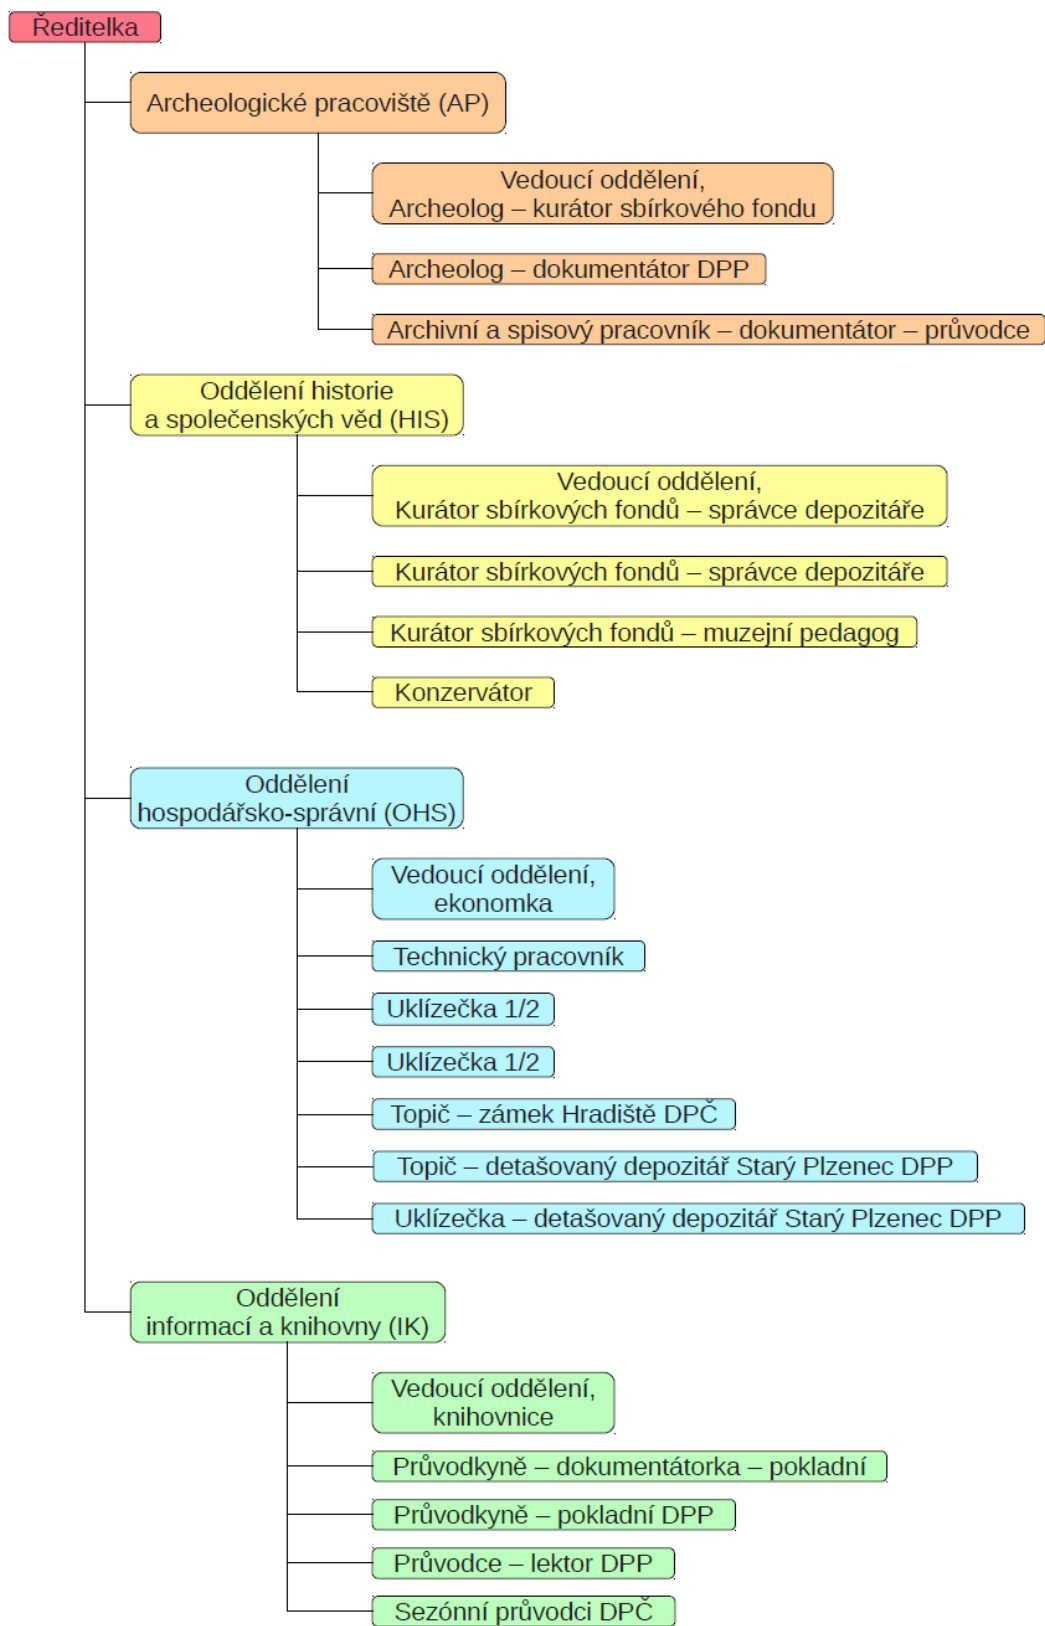 Ředitelka
Archeologické pracoviště (AP)
Vedoucí oddělení,
Archeolog – kurátor sbírkového fondu
Archeolog – dokumentátor DPP
Archivní a spisový pracovník – dokumentátor – průvodce
Oddělení historie
a společenských věd (HIS)
Vedoucí oddělení,
Kurátor sbírkových fondů – správce depozitáře
Kurátor sbírkových fondů – správce depozitáře
Kurátor sbírkových fondů – muzejní pedagog
Konzervátor
Oddělení
hospodářsko-správní (OHS)
Vedoucí oddělení,
ekonomka
Technický pracovník
Uklízečka 1/2
Uklízečka 1/2
Topič – zámek Hradiště DPČ
Topič – detašovaný depozitář Starý Plzenec DPP
Uklízečka – detašovaný depozitář Starý Plzenec DPP
Oddělení
informací a knihovny (IK)
Vedoucí oddělení,
knihovnice
Průvodkyně – dokumentátorka – pokladní
Průvodkyně – pokladní DPP
Průvodce – lektor DPP
Sezónní průvodci DPČ